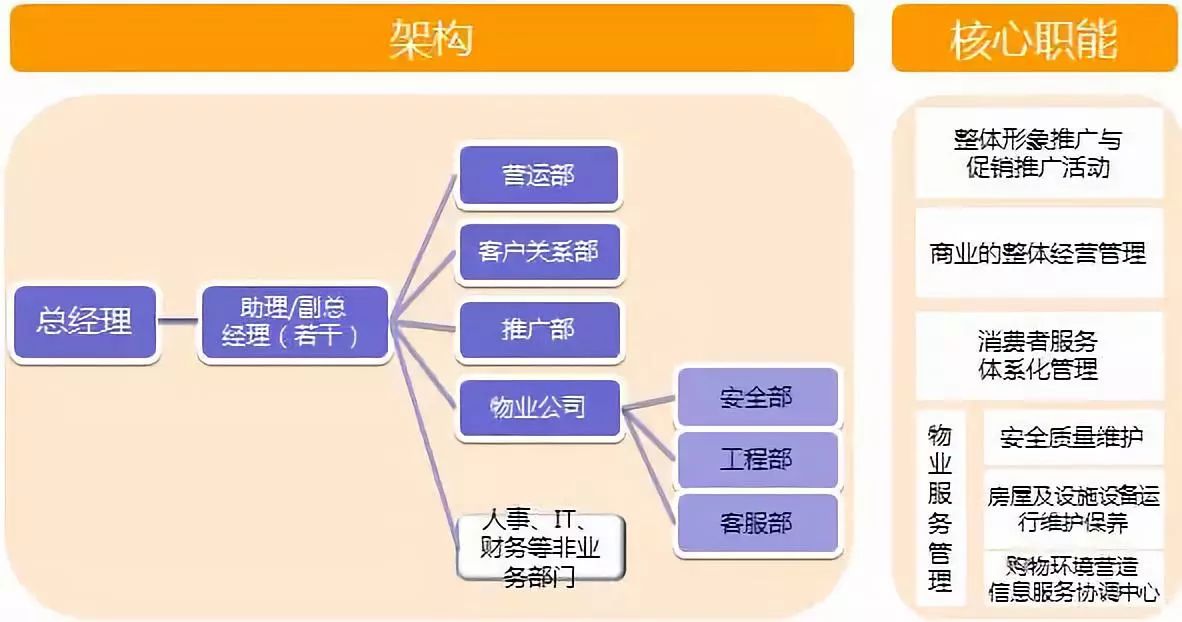 架构
核心职能
总经理
助理/副总
经理（若干）
营运部
客户关系部
推广部
物业公司
人事、IT、
财务等非业
务部门
安全部
工程部
客服部
整体形象推广与
促销推广活动
商业的整体经营管理
消费者服务
体系化管理
物业服务管理
安全质量维护
房屋及设施设备运
行维护保养
购物环境营造
信息服务协调中心